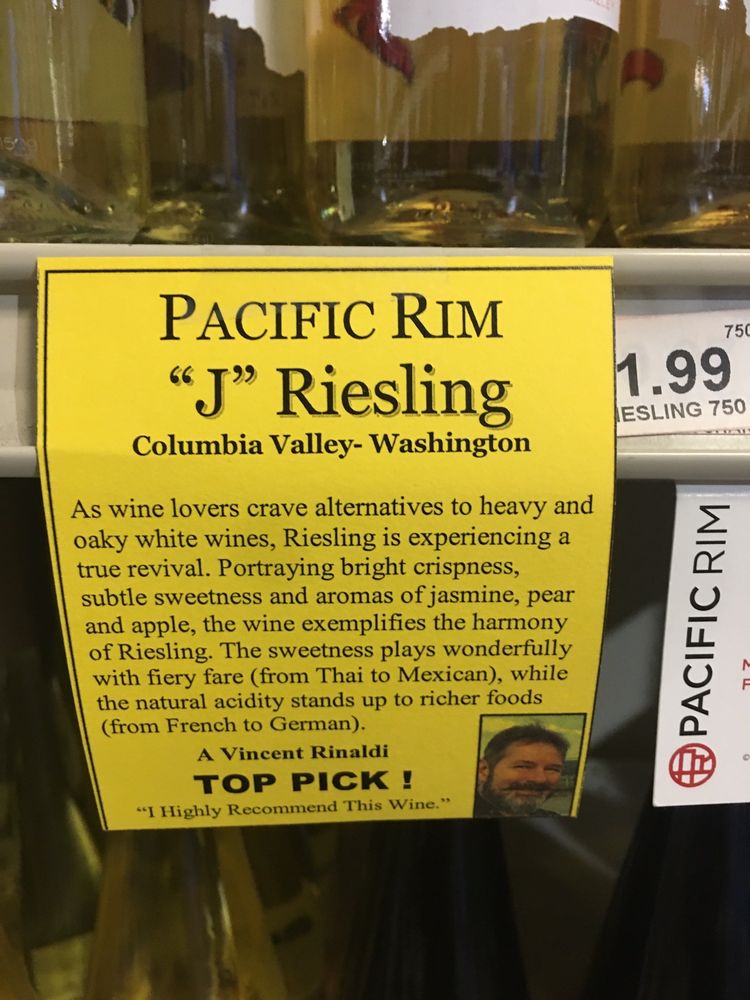 PACIFIC RIM
"J" Riesling
Columbia Valley- Washington
As wine lovers crave alternatives to heavy and
oaky white wines, Riesling is experiencing a
true revival. Portraying bright crispness,
subtle sweetness and aromas of jasmine, pear
and apple, the wine exemplifies the harmony
of Riesling. The sweetness plays wonderfully
with fiery fare (from Thai to Mexican), while
the natural acidity stands up to richer foods
(from French to German).
A Vincent Rinaldi
TOP PICK !
"I Highly Recommend This Wine."
750
1.99
IESLING 750
PACIFIC RIM